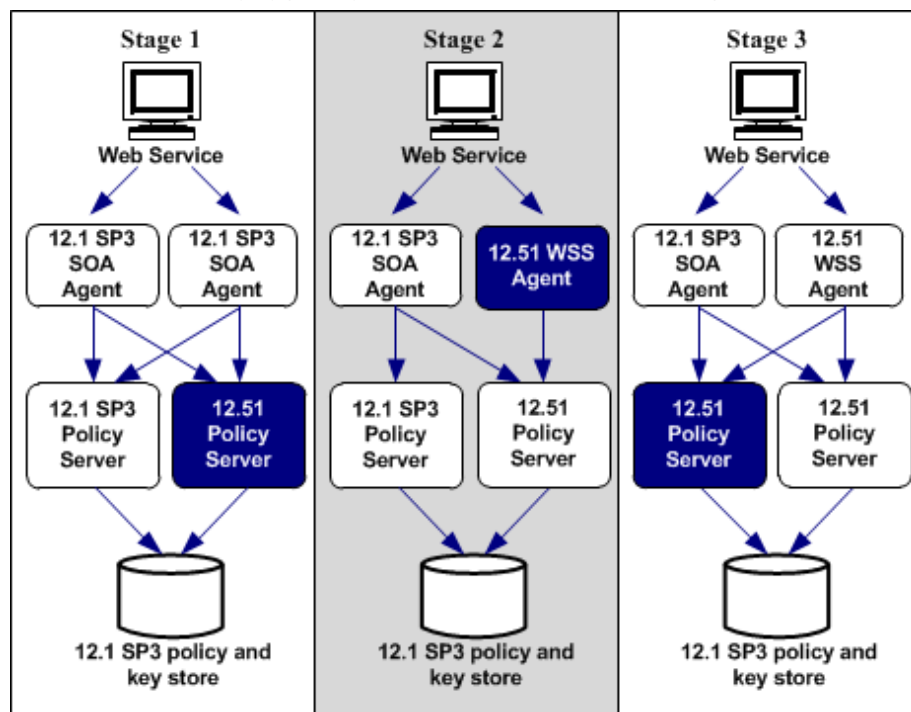 Stage 1
Web Service
12.1 SP3
SOA
Agent
12.1 SP3
SOA
Agent
12.1 SP3
Policy
Server
12.51
Policy
Server
12.1 SP3 policy and
key store
Stage 2
Web Service
12.1 SP3
SOA
Agent
12.51 WSS
Agent
12.1 SP3
Policy
Server
12.51
Policy
Server
12.1 SP3 policy and
key store
Stage 3
Web Service
12.1 SP3
SOA
Agent
12.51
WSS
Agent
12.51
Policy
Server
12.51
Policy
Server
12.1 SP3 policy and
key store